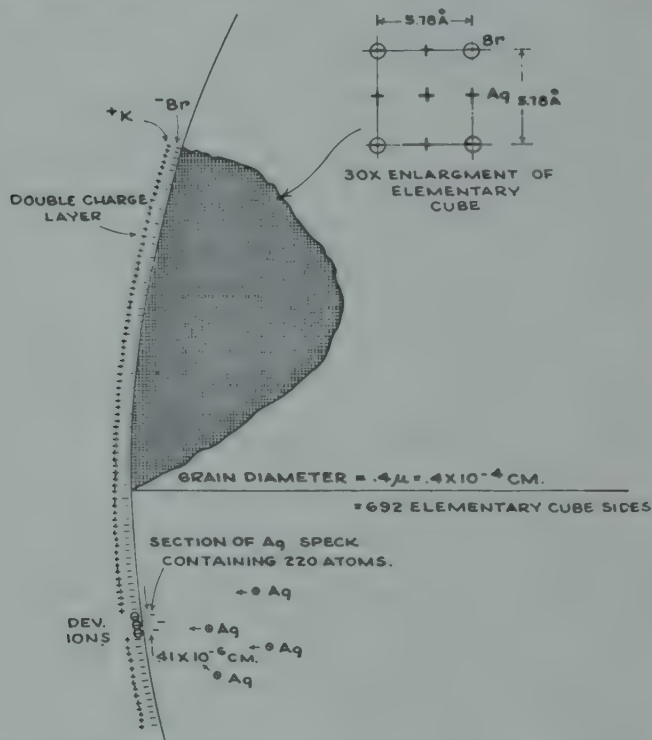 5.78Å
Br
Ag
5.78Å
+K
-Br
30X ENLARGMENT OF
ELEMENTARY
CUBE
DOUBLE CHARGE
LAYER
GRAIN DIAMETER = .4μ = .4X10⁻⁴ CM.
=692 ELEMENTARY CUBE SIDES
SECTION OF Ag SPECK
CONTAINING 220 ATOMS.
Ag
DEV.
IONS
Ag
Ag
.41X10⁻⁶CM.
Ag